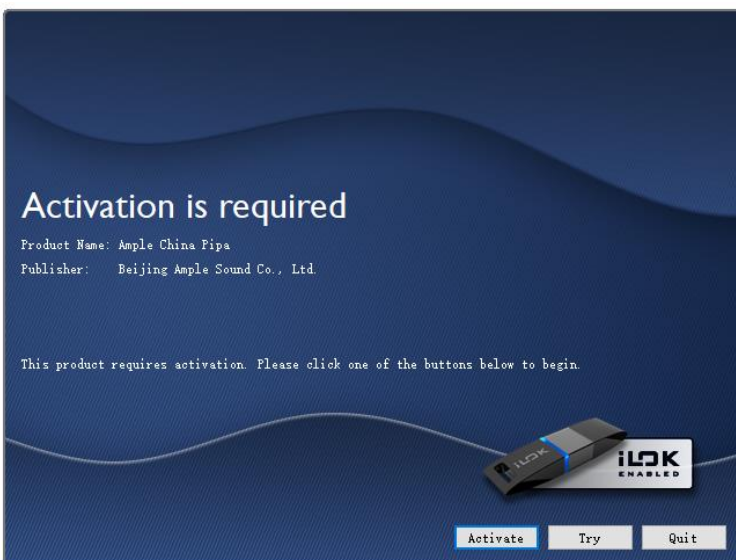 Activation is required
Product Name: Ample China Pipa
Publisher: Beijing Ample Sound Co., Ltd.
This product requires activation. Please click one of the buttons below to begin.
iLOK
iLOK
ENABLED
Activate Try Quit